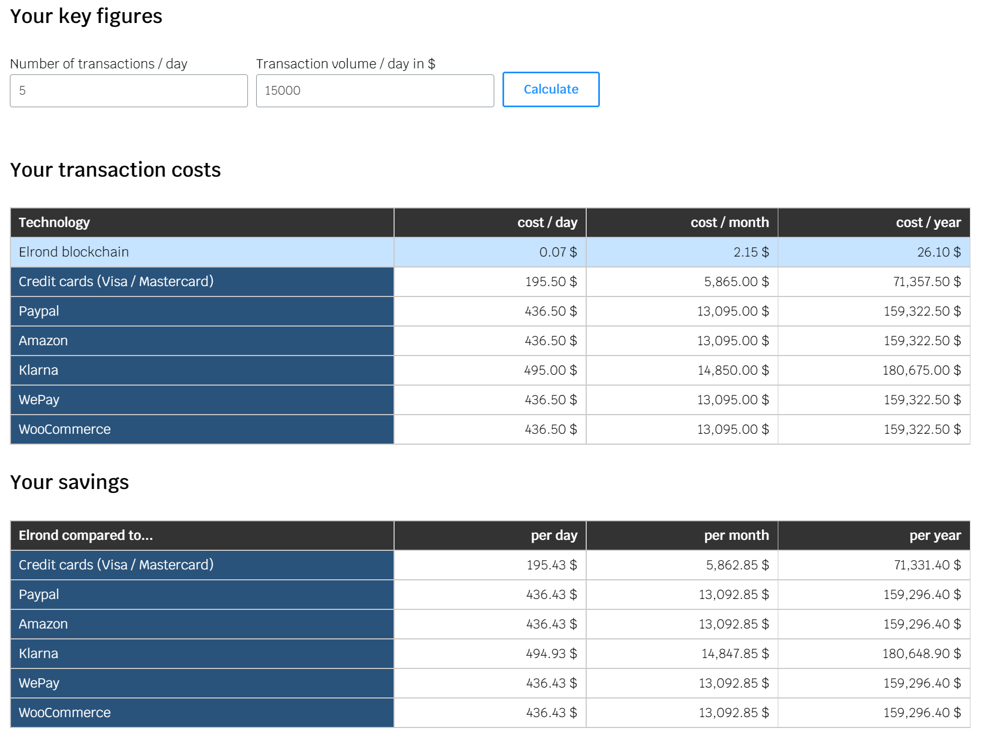 Your key figures
Number of transactions / day Transaction volume / day in $
5 15000 Calculate
Your transaction costs
Technology cost / day cost / month cost / year
Elrond blockchain 0.07 $ 2.15 $ 26.10 $
Credit cards (Visa / Mastercard) 195.50 $ 5,865.00 $ 71,357.50 $
Paypal 436.50 $ 13,095.00 $ 159,322.50 $
Amazon 436.50 $ 13,095.00 $ 159,322.50 $
Klarna 495.00 $ 14,850.00 $ 180,675.00 $
WePay 436.50 $ 13,095.00 $ 159,322.50 $
WooCommerce 436.50 $ 13,095.00 $ 159,322.50 $
Your savings
Elrond compared to... per day per month per year
Credit cards (Visa / Mastercard) 195.43 $ 5,862.85 $ 71,331.40 $
Paypal 436.43 $ 13,092.85 $ 159,296.40 $
Amazon 436.43 $ 13,092.85 $ 159,296.40 $
Klarna 494.93 $ 14,847.85 $ 180,648.90 $
WePay 436.43 $ 13,092.85 $ 159,296.40 $
WooCommerce 436.43 $ 13,092.85 $ 159,296.40 $